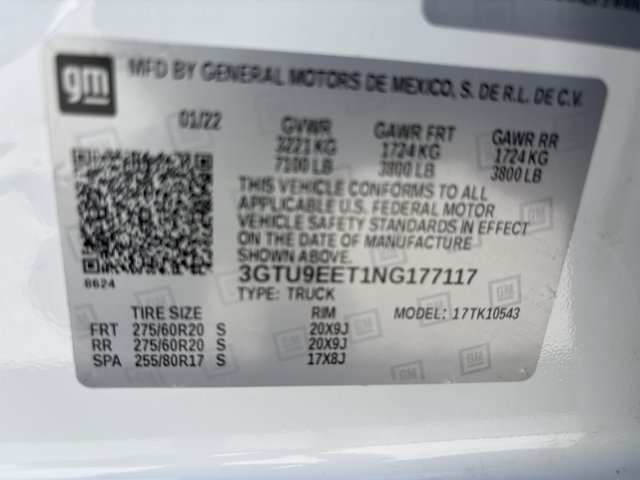 gm
MFD BY GENERAL MOTORS DE MEXICO, S. DE R.L. DE C.V.
01/22 GVWR GAWR FRT GAWR RR
3221 KG 1724 KG 1724 KG
7100 LB 3800 LB 3800 LB
THIS VEHICLE CONFORMS TO ALL
APPLICABLE U.S. FEDERAL MOTOR
VEHICLE SAFETY STANDARDS IN EFFECT
ON THE DATE OF MANUFACTURE
SHOWN ABOVE.
3GTU9EET1NG177117
8624
TYPE: TRUCK
TIRE SIZE RIM MODEL: 17TK10543
FRT 275/60R20 S 20X9J
RR 275/60R20 S 20X9J
SPA 255/80R17 S 17X8J